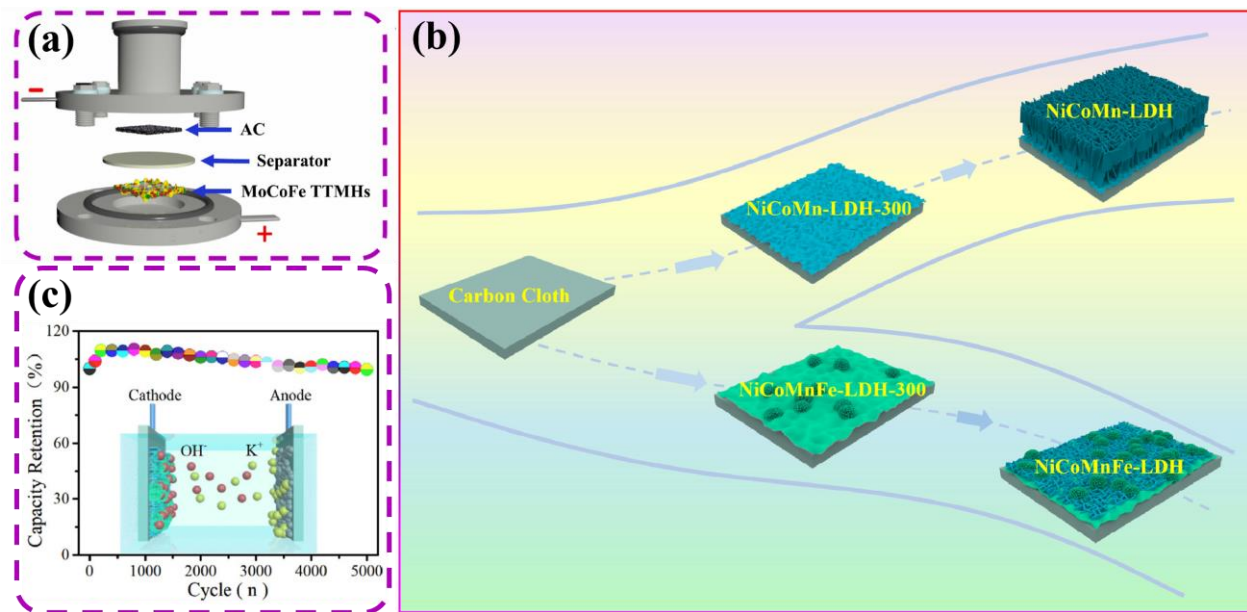 (a)
−
AC
Separator
MoCoFe TTMHs
+
(b)
NiCoMn-LDH
NiCoMn-LDH-300
Carbon Cloth
NiCoMnFe-LDH-300
NiCoMnFe-LDH
(c)
120
90
60
30
0
Capacity Retention (%)
Cathode
Anode
OH-
K+
0 1000 2000 3000 4000 5000
Cycle ( n )